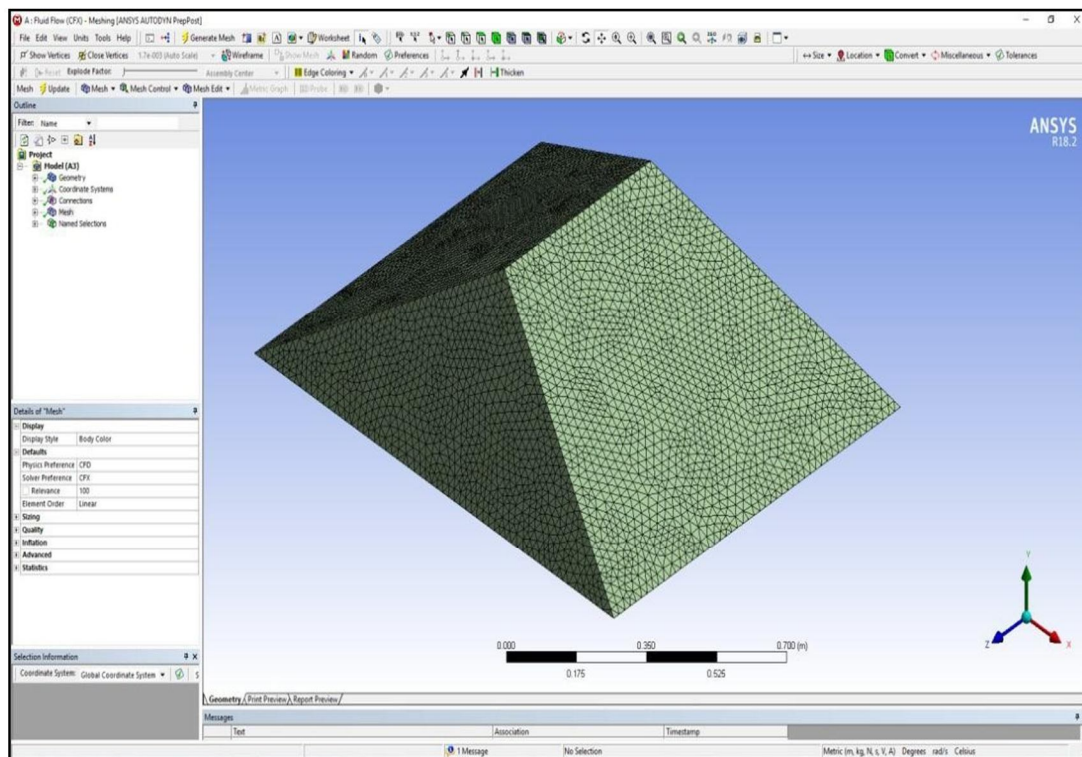 A : Fluid Flow (CFX) - Meshing [ANSYS AUTODYN PrepPost]
File Edit View Units Tools Help Generate Mesh Worksheet
Show Vertices Close Vertices 1.7e-003 (Auto Scale) Wireframe Show Mesh Random Preferences Size Location Convert Miscellaneous Tolerances
Reset Explode Factor: Assembly Center Edge Coloring Thicken
Mesh Update Mesh Mesh Control Mesh Edit Metric Graph Probe
Outline
Filter: Name
Project
Model (A3)
Geometry
Coordinate Systems
Connections
Mesh
Named Selections
ANSYS
R18.2
Details of "Mesh"
Display
Display Style Body Color
Defaults
Physics Preference CFD
Solver Preference CFX
Relevance 100
Element Order Linear
Sizing
Quality
Inflation
Advanced
Statistics
0.000 0.350 0.700 (m)
0.175 0.525
Y
Z X
Selection Information
Coordinate System: Global Coordinate System
Geometry Print Preview Report Preview
Messages
Text Association Timestamp
1 Message No Selection Metric (m, kg, N, s, V, A) Degrees rad/s Celsius